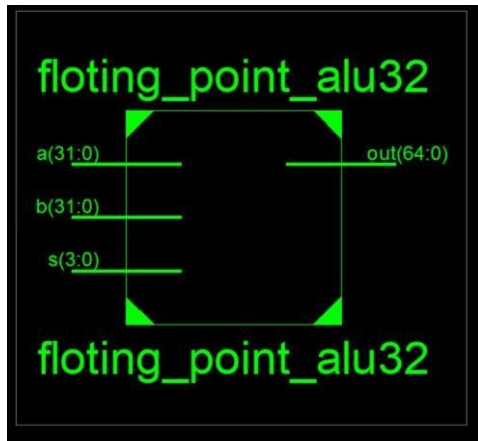 floting_point_alu32
a(31:0)
out(64:0)
b(31:0)
s(3:0)
floting_point_alu32